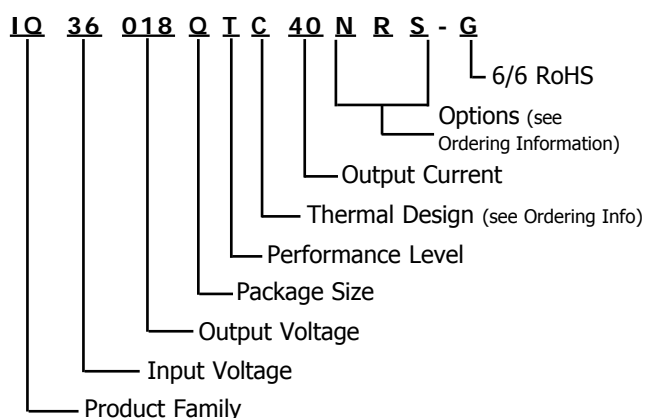 IQ 36 018 Q T C 40 N R S - G
6/6 RoHS
Options (see
Ordering Information)
Output Current
Thermal Design (see Ordering Info)
Performance Level
Package Size
Output Voltage
Input Voltage
Product Family